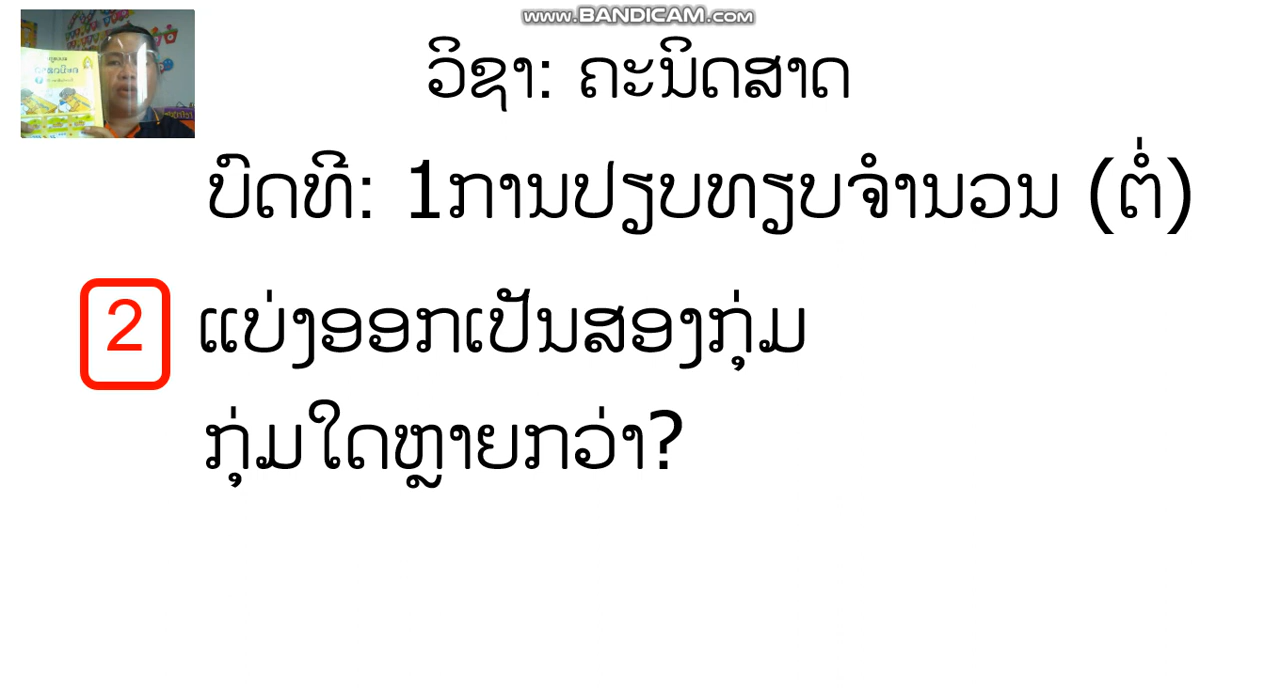 www.BANDICAM.com
ວິຊາ: ຄະນິດສາດ
ບົດທີ: 1ການປຽບທຽບຈຳນວນ (ຕໍ່)
2 ແບ່ງອອກເປັນສອງກຸ່ມ
ກຸ່ມໃດຫຼາຍກວ່າ?